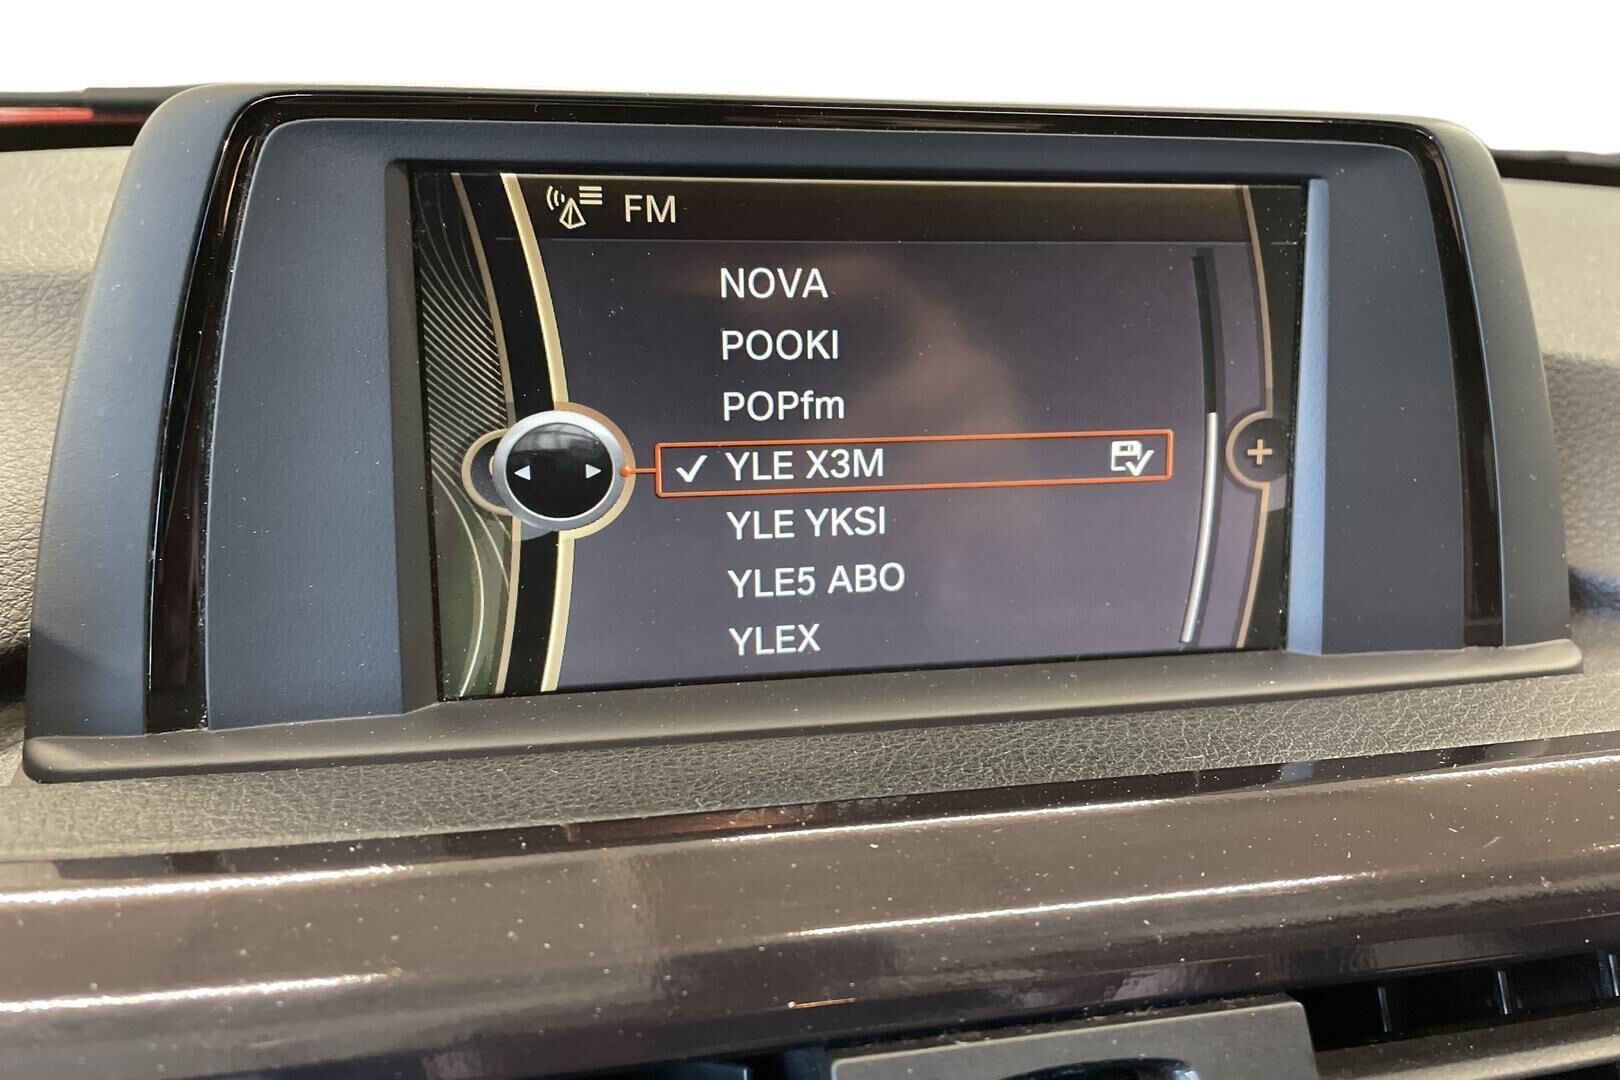 FM
NOVA
POOKI
POPfm
YLE X3M
YLE YKSI
YLE5 ABO
YLEX